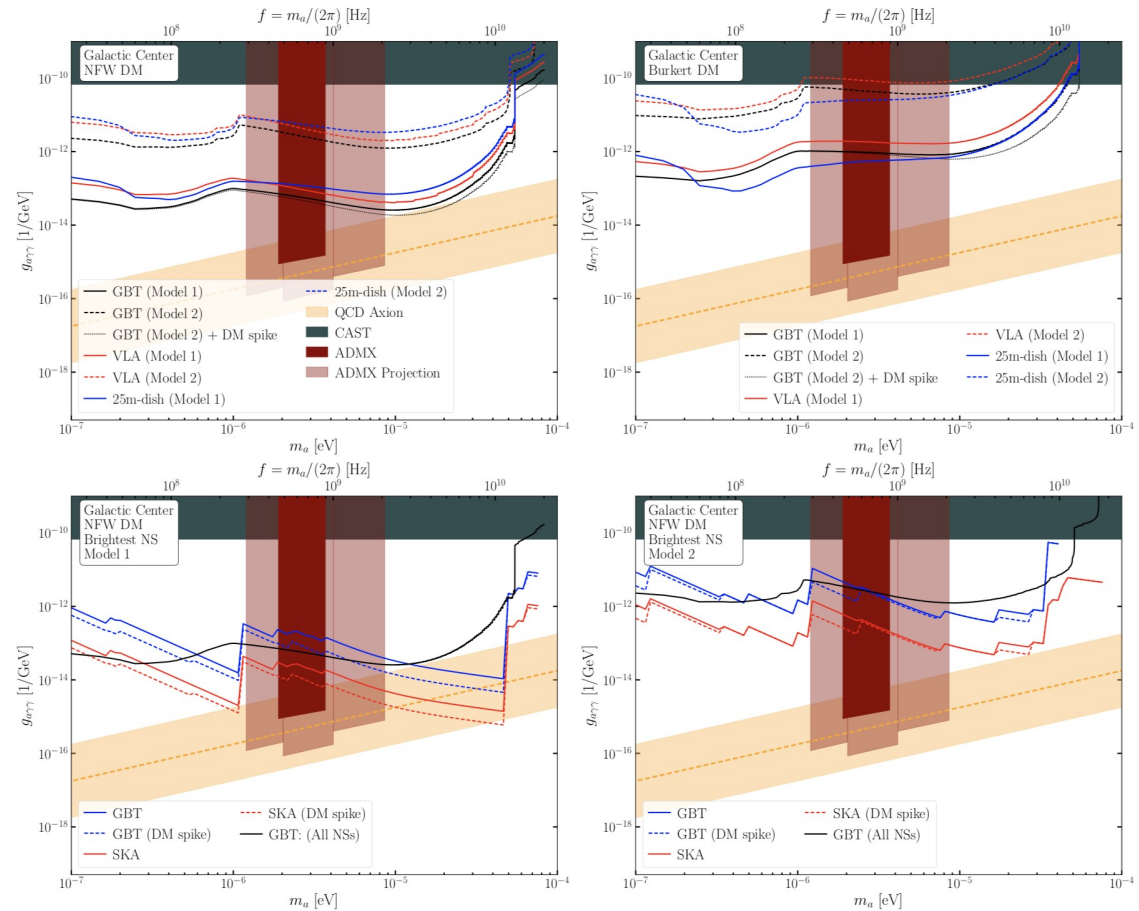 f = m_a/(2π) [Hz]
10^8 10^9 10^10
Galactic Center
NFW DM
10^-10
10^-12
10^-14
10^-16
10^-18
g_aγγ [1/GeV]
GBT (Model 1)
GBT (Model 2)
GBT (Model 2) + DM spike
VLA (Model 1)
VLA (Model 2)
25m-dish (Model 1)
25m-dish (Model 2)
QCD Axion
CAST
ADMX
ADMX Projection
10^-7 10^-6 10^-5 10^-4
m_a [eV]
f = m_a/(2π) [Hz]
10^8 10^9 10^10
Galactic Center
Burkert DM
10^-10
10^-12
10^-14
10^-16
10^-18
g_aγγ [1/GeV]
GBT (Model 1)
GBT (Model 2)
GBT (Model 2) + DM spike
VLA (Model 1)
VLA (Model 2)
25m-dish (Model 1)
25m-dish (Model 2)
10^-7 10^-6 10^-5 10^-4
m_a [eV]
f = m_a/(2π) [Hz]
10^8 10^9 10^10
Galactic Center
NFW DM
Brightest NS
Model 1
10^-10
10^-12
10^-14
10^-16
10^-18
g_aγγ [1/GeV]
GBT
GBT (DM spike)
SKA
SKA (DM spike)
GBT: (All NSs)
10^-7 10^-6 10^-5 10^-4
m_a [eV]
f = m_a/(2π) [Hz]
10^8 10^9 10^10
Galactic Center
NFW DM
Brightest NS
Model 2
10^-10
10^-12
10^-14
10^-16
10^-18
g_aγγ [1/GeV]
GBT
GBT (DM spike)
SKA
SKA (DM spike)
GBT (All NSs)
10^-7 10^-6 10^-5 10^-4
m_a [eV]